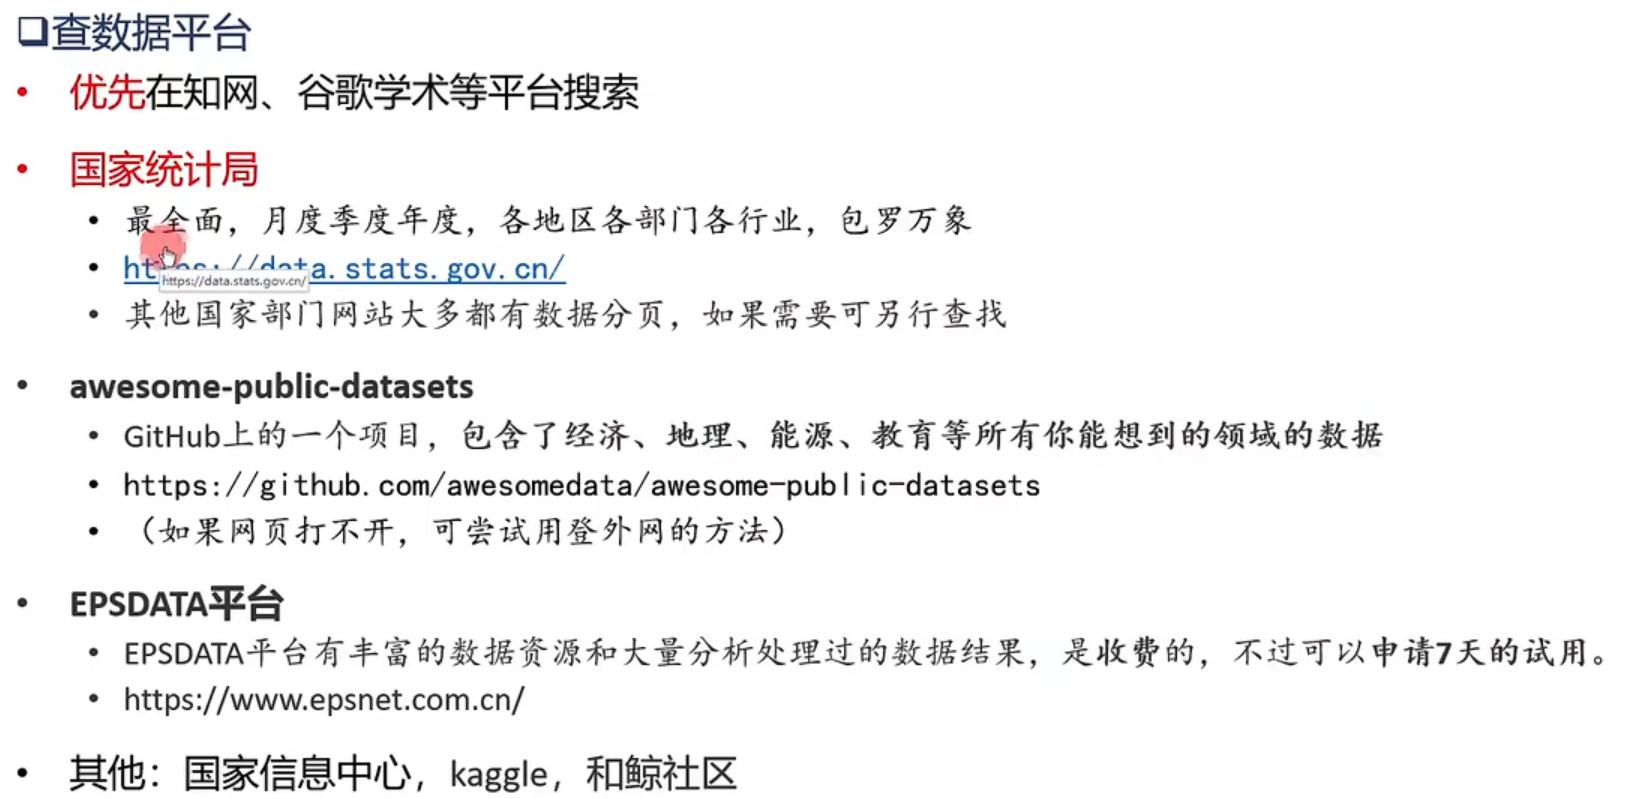 ❑查数据平台
• 优先在知网、谷歌学术等平台搜索
• 国家统计局
• 最全面，月度季度年度，各地区各部门各行业，包罗万象
• https://data.stats.gov.cn/
https://data.stats.gov.cn/
• 其他国家部门网站大多都有数据分页，如果需要可另行查找
• awesome-public-datasets
• GitHub上的一个项目，包含了经济、地理、能源、教育等所有你能想到的领域的数据
• https://github.com/awesomedata/awesome-public-datasets
• （如果网页打不开，可尝试用登外网的方法）
• EPSDATA平台
• EPSDATA平台有丰富的数据资源和大量分析处理过的数据结果，是收费的，不过可以申请7天的试用。
• https://www.epsnet.com.cn/
• 其他：国家信息中心，kaggle，和鲸社区